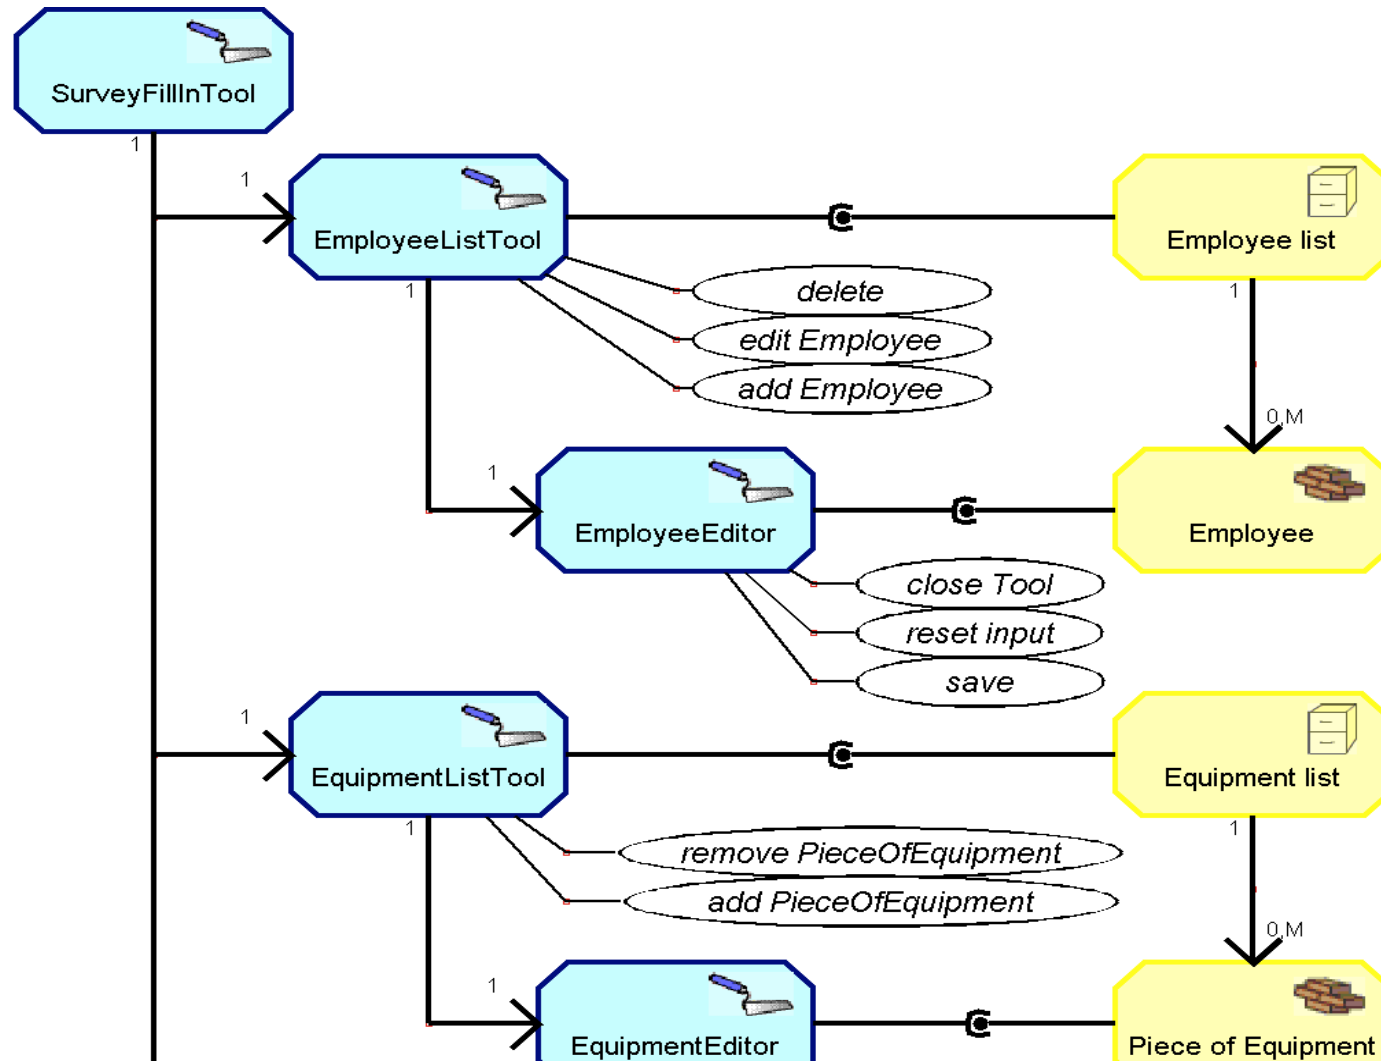 SurveyFillInTool
1
1
EmployeeListTool
Employee list
1
delete
1
edit Employee
add Employee
0,M
1
EmployeeEditor
Employee
close Tool
reset input
save
1
EquipmentListTool
Equipment list
1
1
remove PieceOfEquipment
add PieceOfEquipment
0,M
1
EquipmentEditor
Piece of Equipment